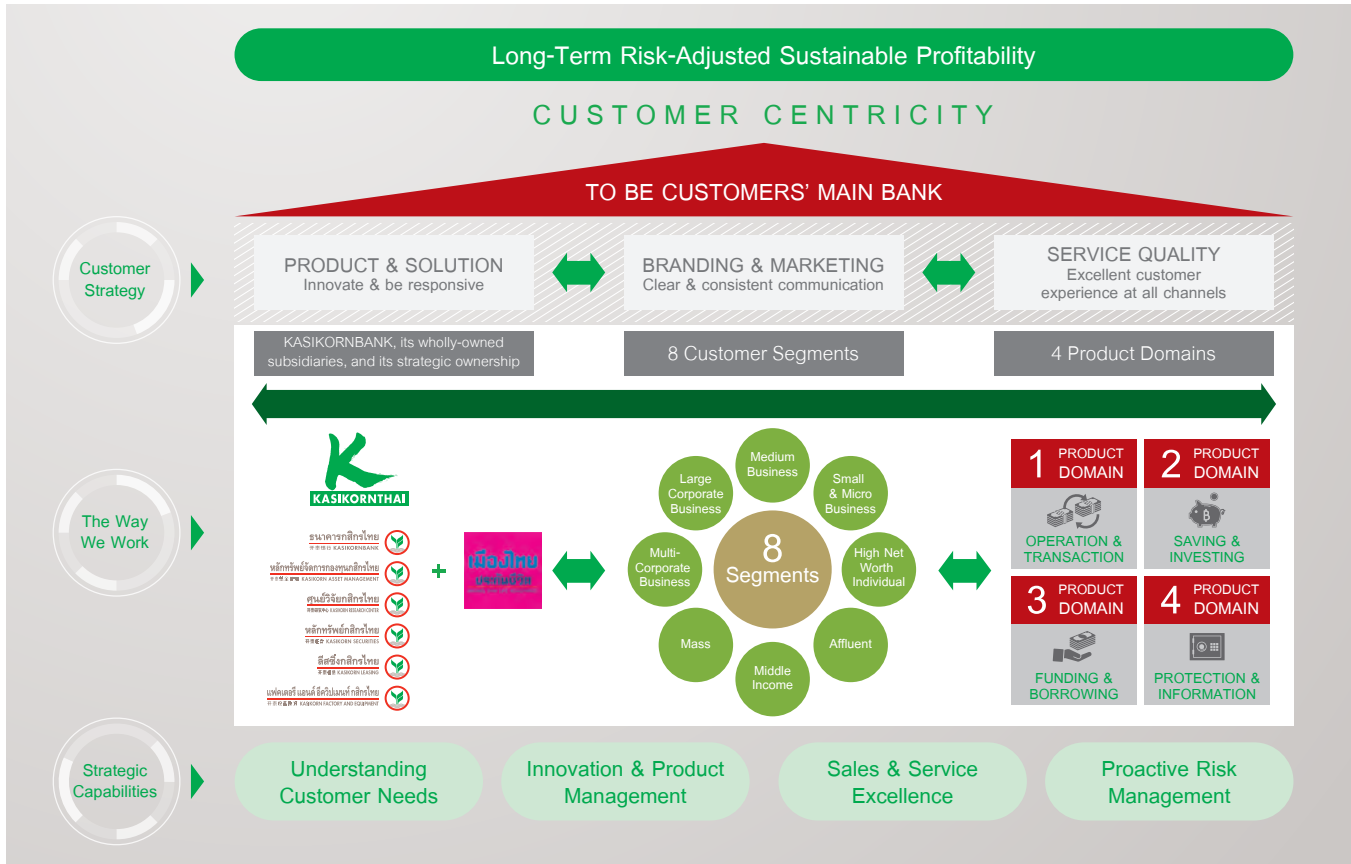 Long-Term Risk-Adjusted Sustainable Profitability
CUSTOMER CENTRICITY
TO BE CUSTOMERS’ MAIN BANK
Customer
Strategy
PRODUCT & SOLUTION
Innovate & be responsive
BRANDING & MARKETING
Clear & consistent communication
SERVICE QUALITY
Excellent customer
experience at all channels
KASIKORNBANK, its wholly-owned
subsidiaries, and its strategic ownership
8 Customer Segments
4 Product Domains
The Way
We Work
KASIKORNTHAI
ธนาคารกสิกรไทย
KASIKORNBANK
หลักทรัพย์จัดการกองทุนกสิกรไทย
KASIKORN ASSET MANAGEMENT
ศูนย์วิจัยกสิกรไทย
KASIKORN RESEARCH CENTER
หลักทรัพย์กสิกรไทย
KASIKORN SECURITIES
ลีสซิ่งกสิกรไทย
KASIKORN LEASING
แฟคเตอรี แอนด์ อีควิปเมนท์ กสิกรไทย
KASIKORN FACTORY AND EQUIPMENT
+
เมืองไทย
ประกันชีวิต
8
Segments
Medium
Business
Small
& Micro
Business
High Net
Worth
Individual
Affluent
Middle
Income
Mass
Multi-
Corporate
Business
Large
Corporate
Business
1 PRODUCT
DOMAIN
OPERATION &
TRANSACTION
2 PRODUCT
DOMAIN
฿
SAVING &
INVESTING
3 PRODUCT
DOMAIN
FUNDING &
BORROWING
4 PRODUCT
DOMAIN
PROTECTION &
INFORMATION
Strategic
Capabilities
Understanding
Customer Needs
Innovation & Product
Management
Sales & Service
Excellence
Proactive Risk
Management